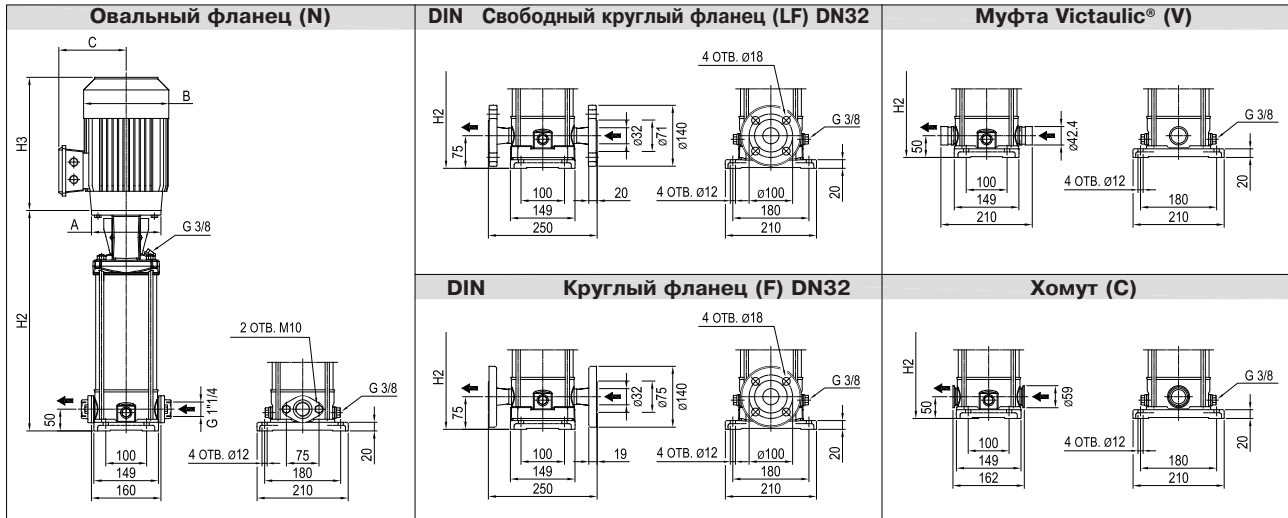 Овальный фланец (N)
C
B
H3
A
G 3/8
H2
2 ОТВ. M10
G 1"1/4
G 3/8
50
100
149
160
4 ОТВ. Ø12
75
180
210
20
DIN Свободный круглый фланец (LF) DN32
4 ОТВ. Ø18
H2
75
ø32
ø71
ø140
G 3/8
100
149
250
20
4 ОТВ. Ø12
ø100
180
210
20
Муфта Victaulic® (V)
H2
50
ø42.4
G 3/8
100
149
210
4 ОТВ. Ø12
180
210
20
DIN Круглый фланец (F) DN32
4 ОТВ. Ø18
H2
75
ø32
ø75
ø140
G 3/8
100
149
250
19
4 ОТВ. Ø12
ø100
180
210
20
Хомут (C)
H2
50
ø59
G 3/8
100
149
162
4 ОТВ. Ø12
180
210
20